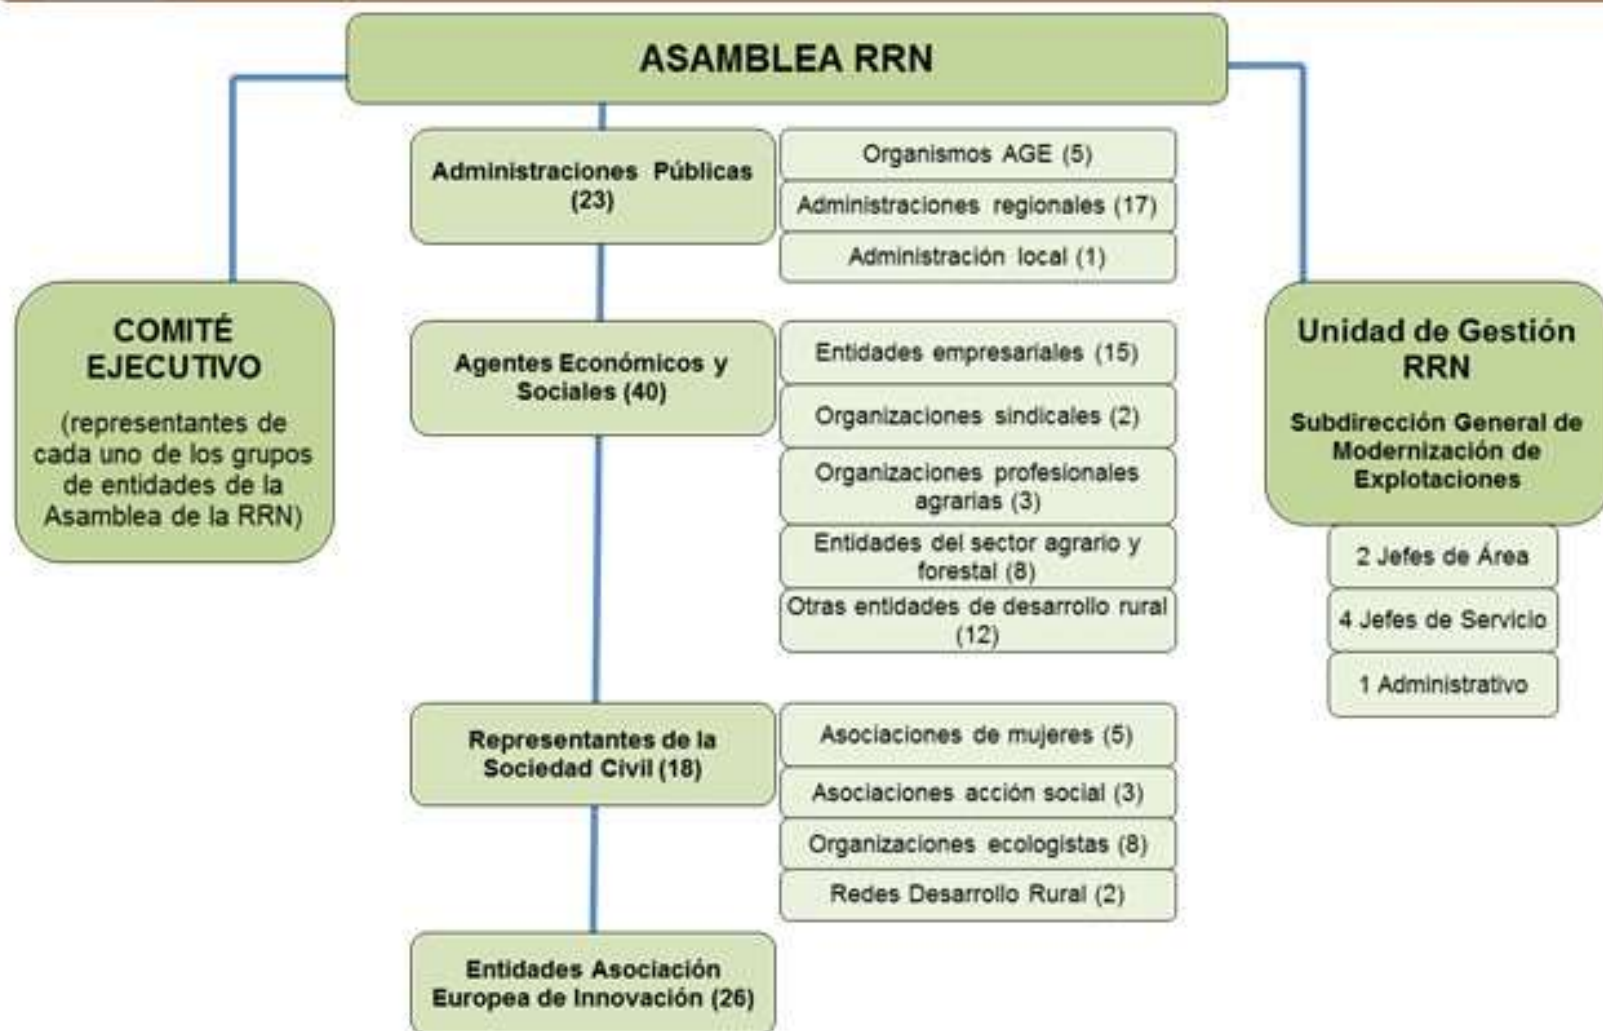 ASAMBLEA RRN
Administraciones Públicas
(23)
Organismos AGE (5)
Administraciones regionales (17)
Administración local (1)
COMITÉ
EJECUTIVO
(representantes de
cada uno de los grupos
de entidades de la
Asamblea de la RRN)
Agentes Económicos y
Sociales (40)
Entidades empresariales (15)
Organizaciones sindicales (2)
Organizaciones profesionales
agrarias (3)
Entidades del sector agrario y
forestal (8)
Otras entidades de desarrollo rural
(12)
Unidad de Gestión
RRN
Subdirección General de
Modernización de
Explotaciones
2 Jefes de Área
4 Jefes de Servicio
1 Administrativo
Representantes de la
Sociedad Civil (18)
Asociaciones de mujeres (5)
Asociaciones acción social (3)
Organizaciones ecologistas (8)
Redes Desarrollo Rural (2)
Entidades Asociación
Europea de Innovación (26)